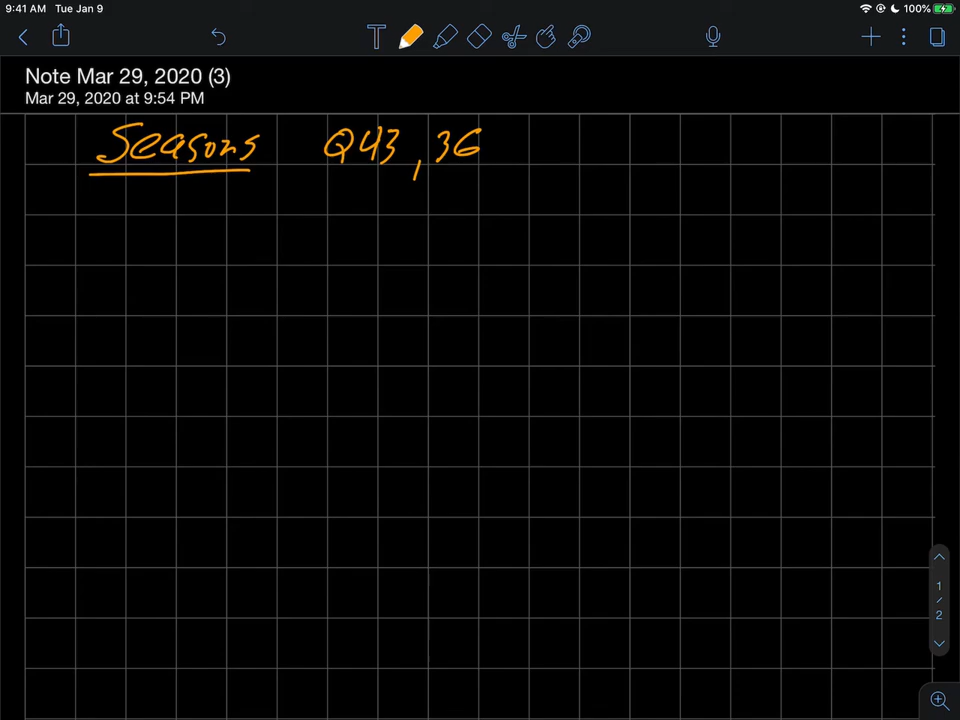 9:41 AM Tue Jan 9 100%
T
Note Mar 29, 2020 (3)
Mar 29, 2020 at 9:54 PM
Seasons Q43, 36
1
/
2